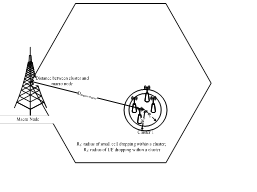 Distance between cluster and
macro node
Macro Node
Cluster 1
R₁: radius of small cell dropping within a cluster;
R₂: radius of UE dropping within a cluster